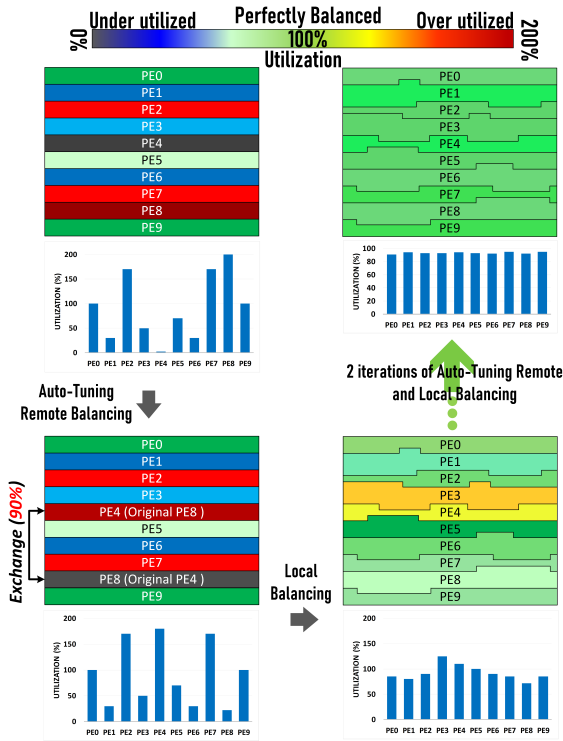 Under utilized
Perfectly Balanced
Over utilized
0%
100%
200%
Utilization
PE0
PE1
PE2
PE3
PE4
PE5
PE6
PE7
PE8
PE9
UTILIZATION (%)
200
150
100
50
0
PE0 PE1 PE2 PE3 PE4 PE5 PE6 PE7 PE8 PE9
PE0
PE1
PE2
PE3
PE4
PE5
PE6
PE7
PE8
PE9
UTILIZATION (%)
100
80
60
40
20
0
PE0 PE1 PE2 PE3 PE4 PE5 PE6 PE7 PE8 PE9
Auto-Tuning
Remote Balancing
2 iterations of Auto-Tuning Remote
and Local Balancing
Exchange (90%)
PE0
PE1
PE2
PE3
PE4 (Original PE8 )
PE5
PE6
PE7
PE8 (Original PE4 )
PE9
UTILIZATION (%)
200
150
100
50
0
PE0 PE1 PE2 PE3 PE4 PE5 PE6 PE7 PE8 PE9
Local
Balancing
PE0
PE1
PE2
PE3
PE4
PE5
PE6
PE7
PE8
PE9
UTILIZATION (%)
200
150
100
50
0
PE0 PE1 PE2 PE3 PE4 PE5 PE6 PE7 PE8 PE9